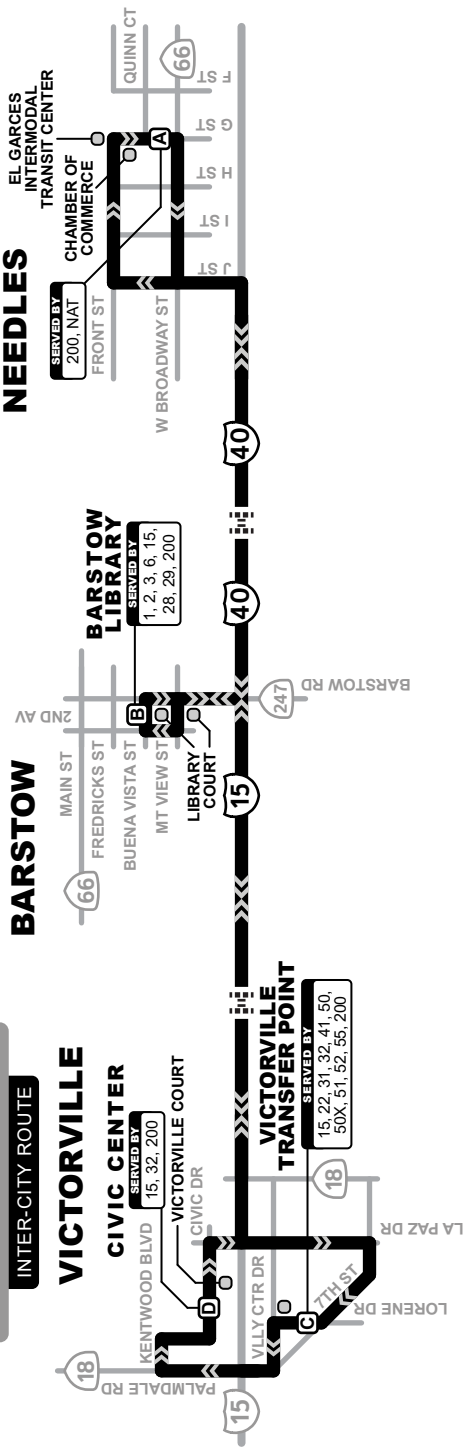 INTER-CITY ROUTE
VICTORVILLE
CIVIC CENTER
SERVED BY
15, 32, 200
VICTORVILLE COURT
KENTWOOD BLVD
CIVIC DR
18
PALMDALE RD
15
VLLY CTR DR
7TH ST
LORENE DR
LA PAZ DR
18
C
D
VICTORVILLE
TRANSFER POINT
SERVED BY
15, 22, 31, 32, 41, 50,
50X, 51, 52, 55, 200
BARSTOW
66
MAIN ST
FREDRICKS ST
BUENA VISTA ST
MT VIEW ST
2ND AV
LIBRARY
COURT
15
B
BARSTOW
LIBRARY
SERVED BY
1, 2, 3, 6, 15,
28, 29, 200
247
BARSTOW RD
40
40
NEEDLES
SERVED BY
200, NAT
FRONT ST
W BROADWAY ST
CHAMBER OF
COMMERCE
EL GARCES
INTERMODAL
TRANSIT CENTER
A
J ST
I ST
H ST
G ST
F ST
QUINN CT
66